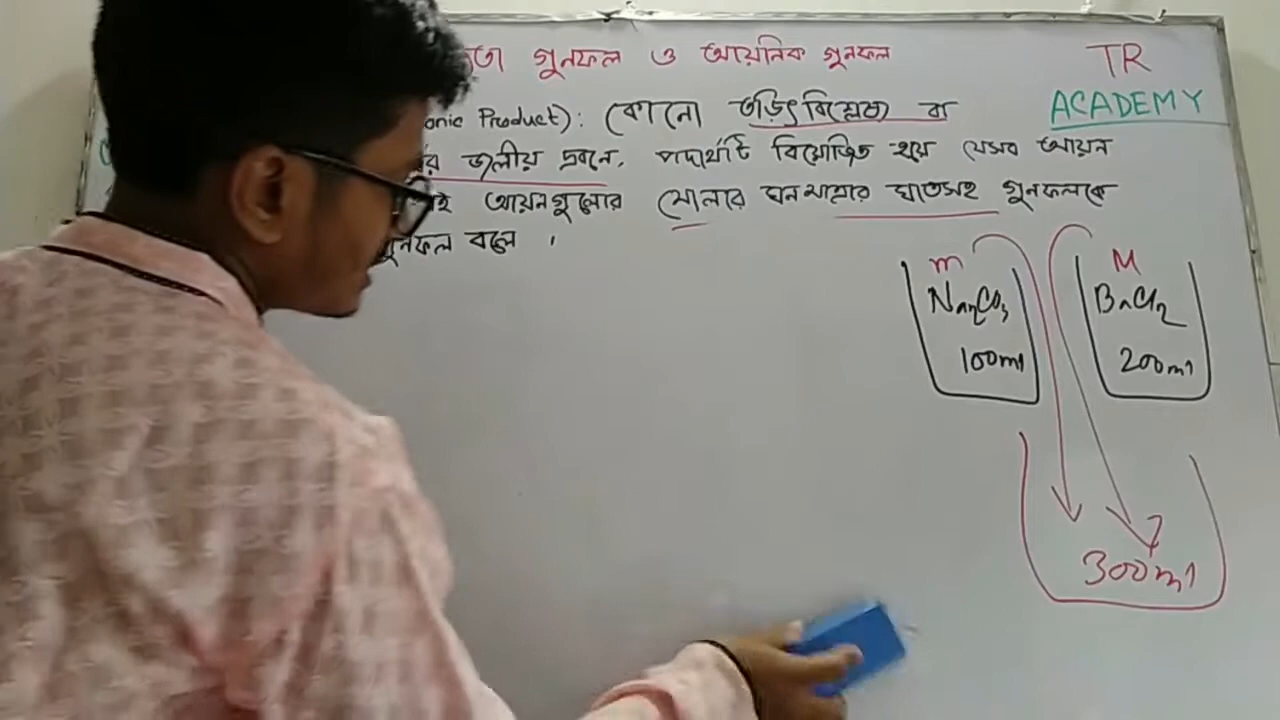 গুনফল ও আয়নিক গুনফল
TR
ACADEMY
onic Product): কোনো তড়িৎবিশ্লেষ্য বা
র জলীয় দ্রবনে, পদার্থটি বিয়োজিত হয়ে যেসব আয়ন
আয়নগুলোর মোলার ঘনমাত্রার ঘাতসহ গুনফলকে
গুনফল বলে ।
m
Na2CO3
100ml
M
BaCl2
200ml
300ml